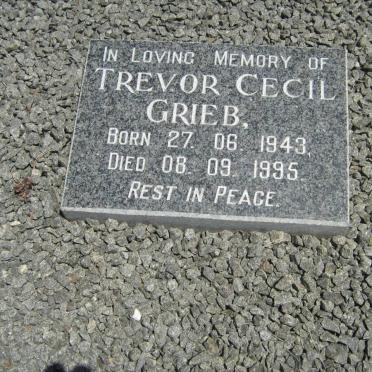 IN LOVING MEMORY OF
TREVOR CECIL
GRIEB,
BORN 27. 06. 1943.
DIED 08. 09. 1995.
REST IN PEACE.